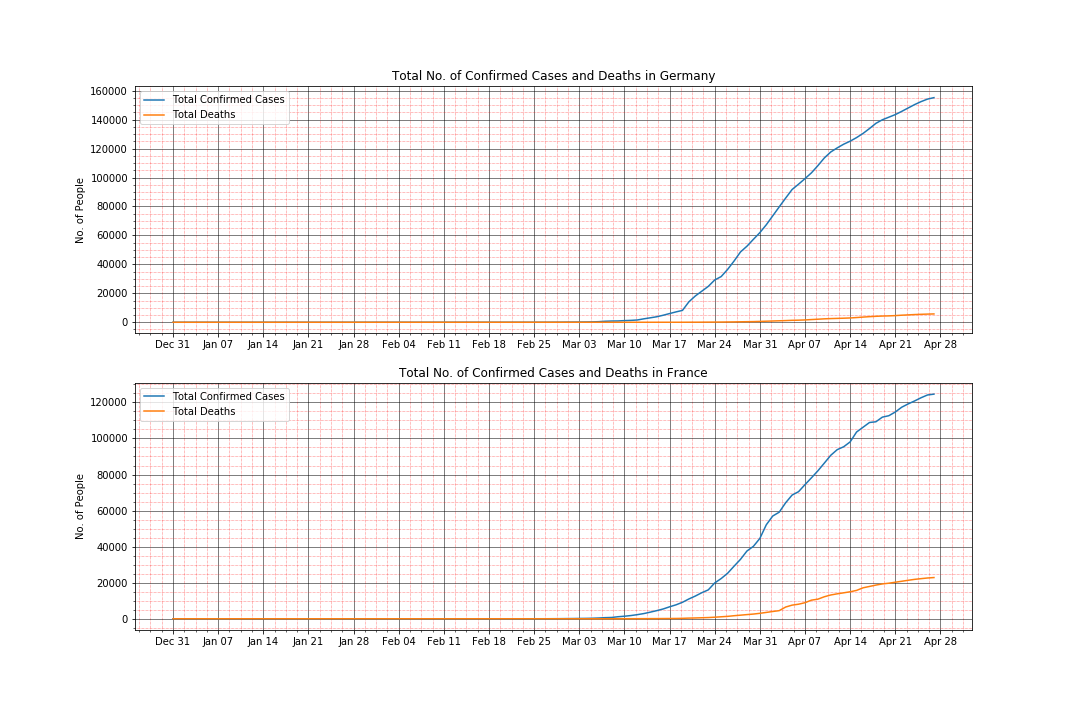 Total No. of Confirmed Cases and Deaths in Germany
Total Confirmed Cases
Total Deaths
No. of People
160000
140000
120000
100000
80000
60000
40000
20000
0
Dec 31 Jan 07 Jan 14 Jan 21 Jan 28 Feb 04 Feb 11 Feb 18 Feb 25 Mar 03 Mar 10 Mar 17 Mar 24 Mar 31 Apr 07 Apr 14 Apr 21 Apr 28
Total No. of Confirmed Cases and Deaths in France
Total Confirmed Cases
Total Deaths
No. of People
120000
100000
80000
60000
40000
20000
0
Dec 31 Jan 07 Jan 14 Jan 21 Jan 28 Feb 04 Feb 11 Feb 18 Feb 25 Mar 03 Mar 10 Mar 17 Mar 24 Mar 31 Apr 07 Apr 14 Apr 21 Apr 28